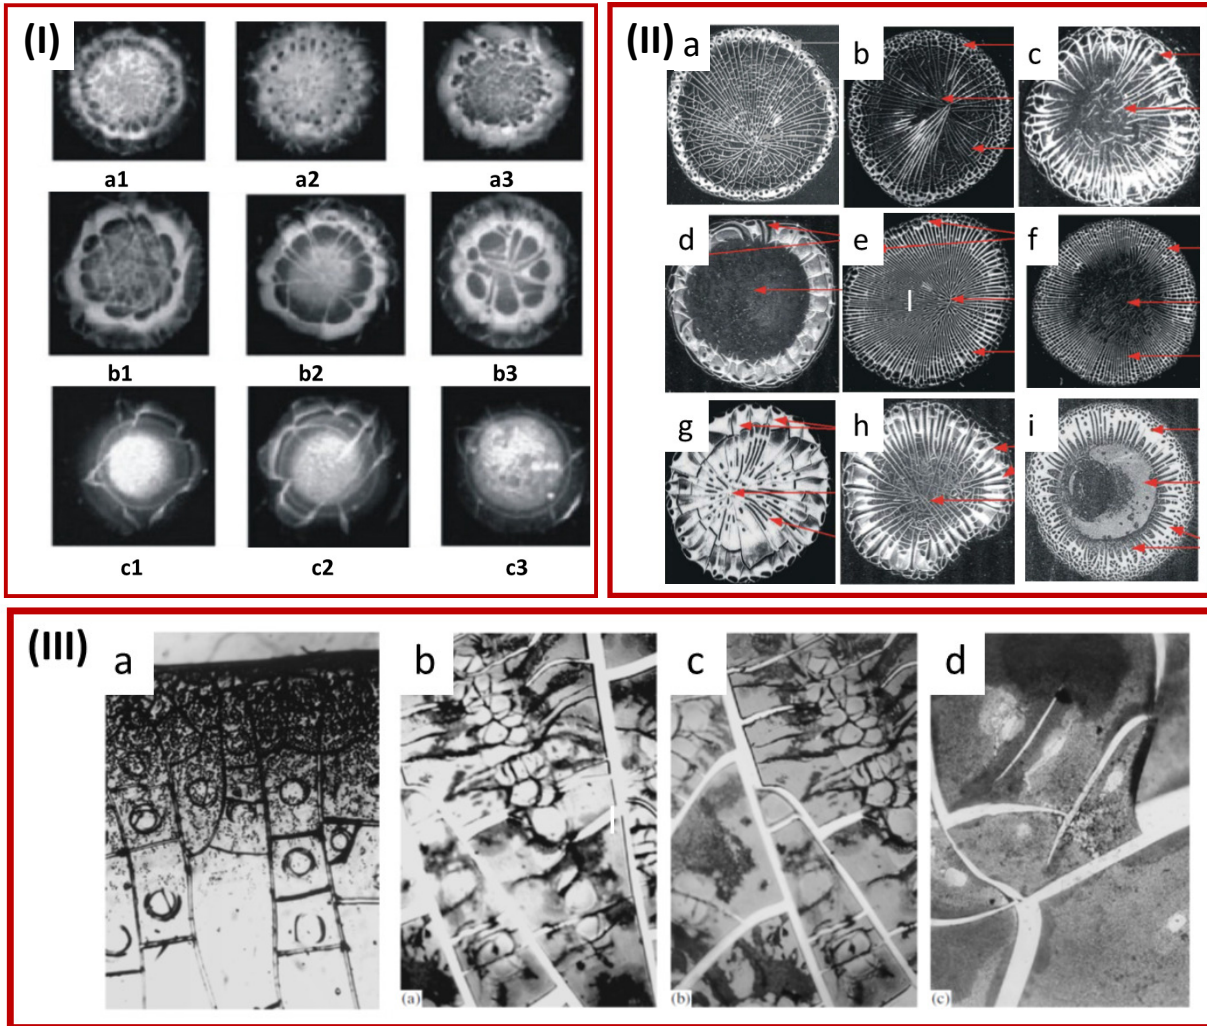 (I)
a1 a2 a3
b1 b2 b3
c1 c2 c3
(II)
a b c
d e f
g h i
(III)
a b c d
(a) (b) (c)